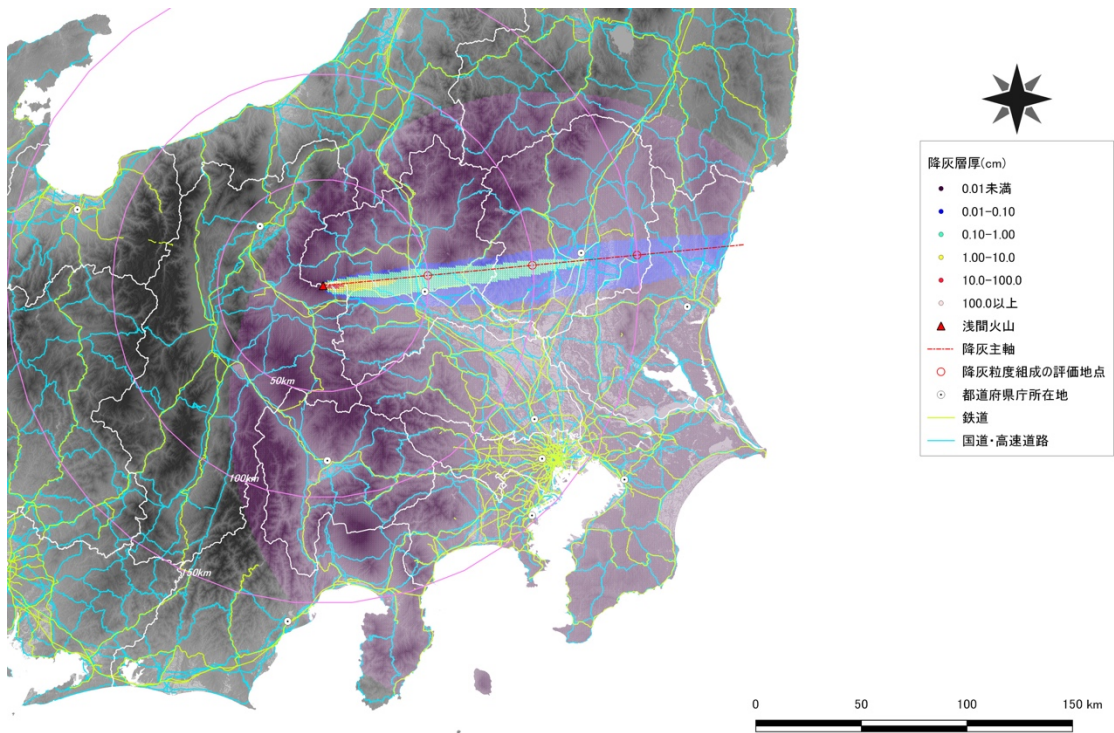 降灰層厚(cm)
0.01未満
0.01-0.10
0.10-1.00
1.00-10.0
10.0-100.0
100.0以上
浅間火山
降灰主軸
降灰粒度組成の評価地点
都道府県庁所在地
鉄道
国道・高速道路
50km
100km
150km
0 50 100 150 km